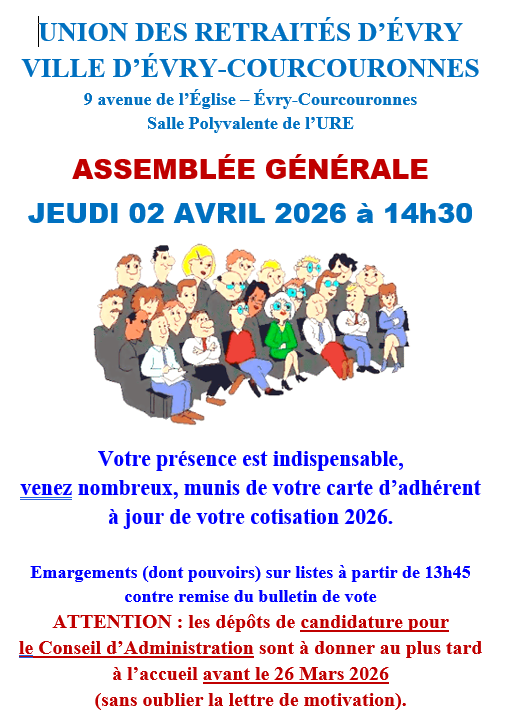 UNION DES RETRAITÉS D’ÉVRY
VILLE D’ÉVRY-COURCOURONNES
9 avenue de l’Église – Évry-Courcouronnes
Salle Polyvalente de l’URE
ASSEMBLÉE GÉNÉRALE
JEUDI 02 AVRIL 2026 à 14h30
Votre présence est indispensable,
venez nombreux, munis de votre carte d’adhérent
à jour de votre cotisation 2026.
Emargements (dont pouvoirs) sur listes à partir de 13h45
contre remise du bulletin de vote
ATTENTION : les dépôts de candidature pour
le Conseil d’Administration sont à donner au plus tard
à l’accueil avant le 26 Mars 2026
(sans oublier la lettre de motivation).